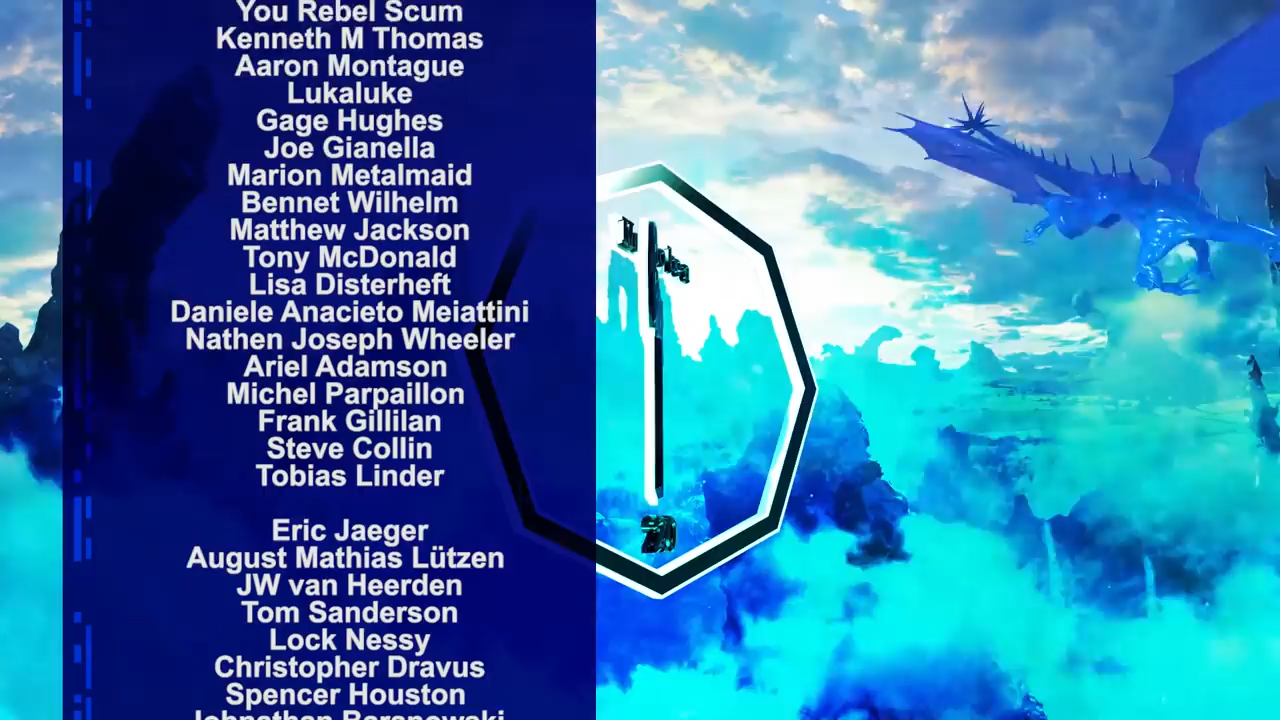 You Rebel Scum
Kenneth M Thomas
Aaron Montague
Lukaluke
Gage Hughes
Joe Gianella
Marion Metalmaid
Bennet Wilhelm
Matthew Jackson
Tony McDonald
Lisa Disterheft
Daniele Anacieto Meiattini
Nathen Joseph Wheeler
Ariel Adamson
Michel Parpaillon
Frank Gillilan
Steve Collin
Tobias Linder
Eric Jaeger
August Mathias Lützen
JW van Heerden
Tom Sanderson
Lock Nessy
Christopher Dravus
Spencer Houston
Johnathan Baranowski